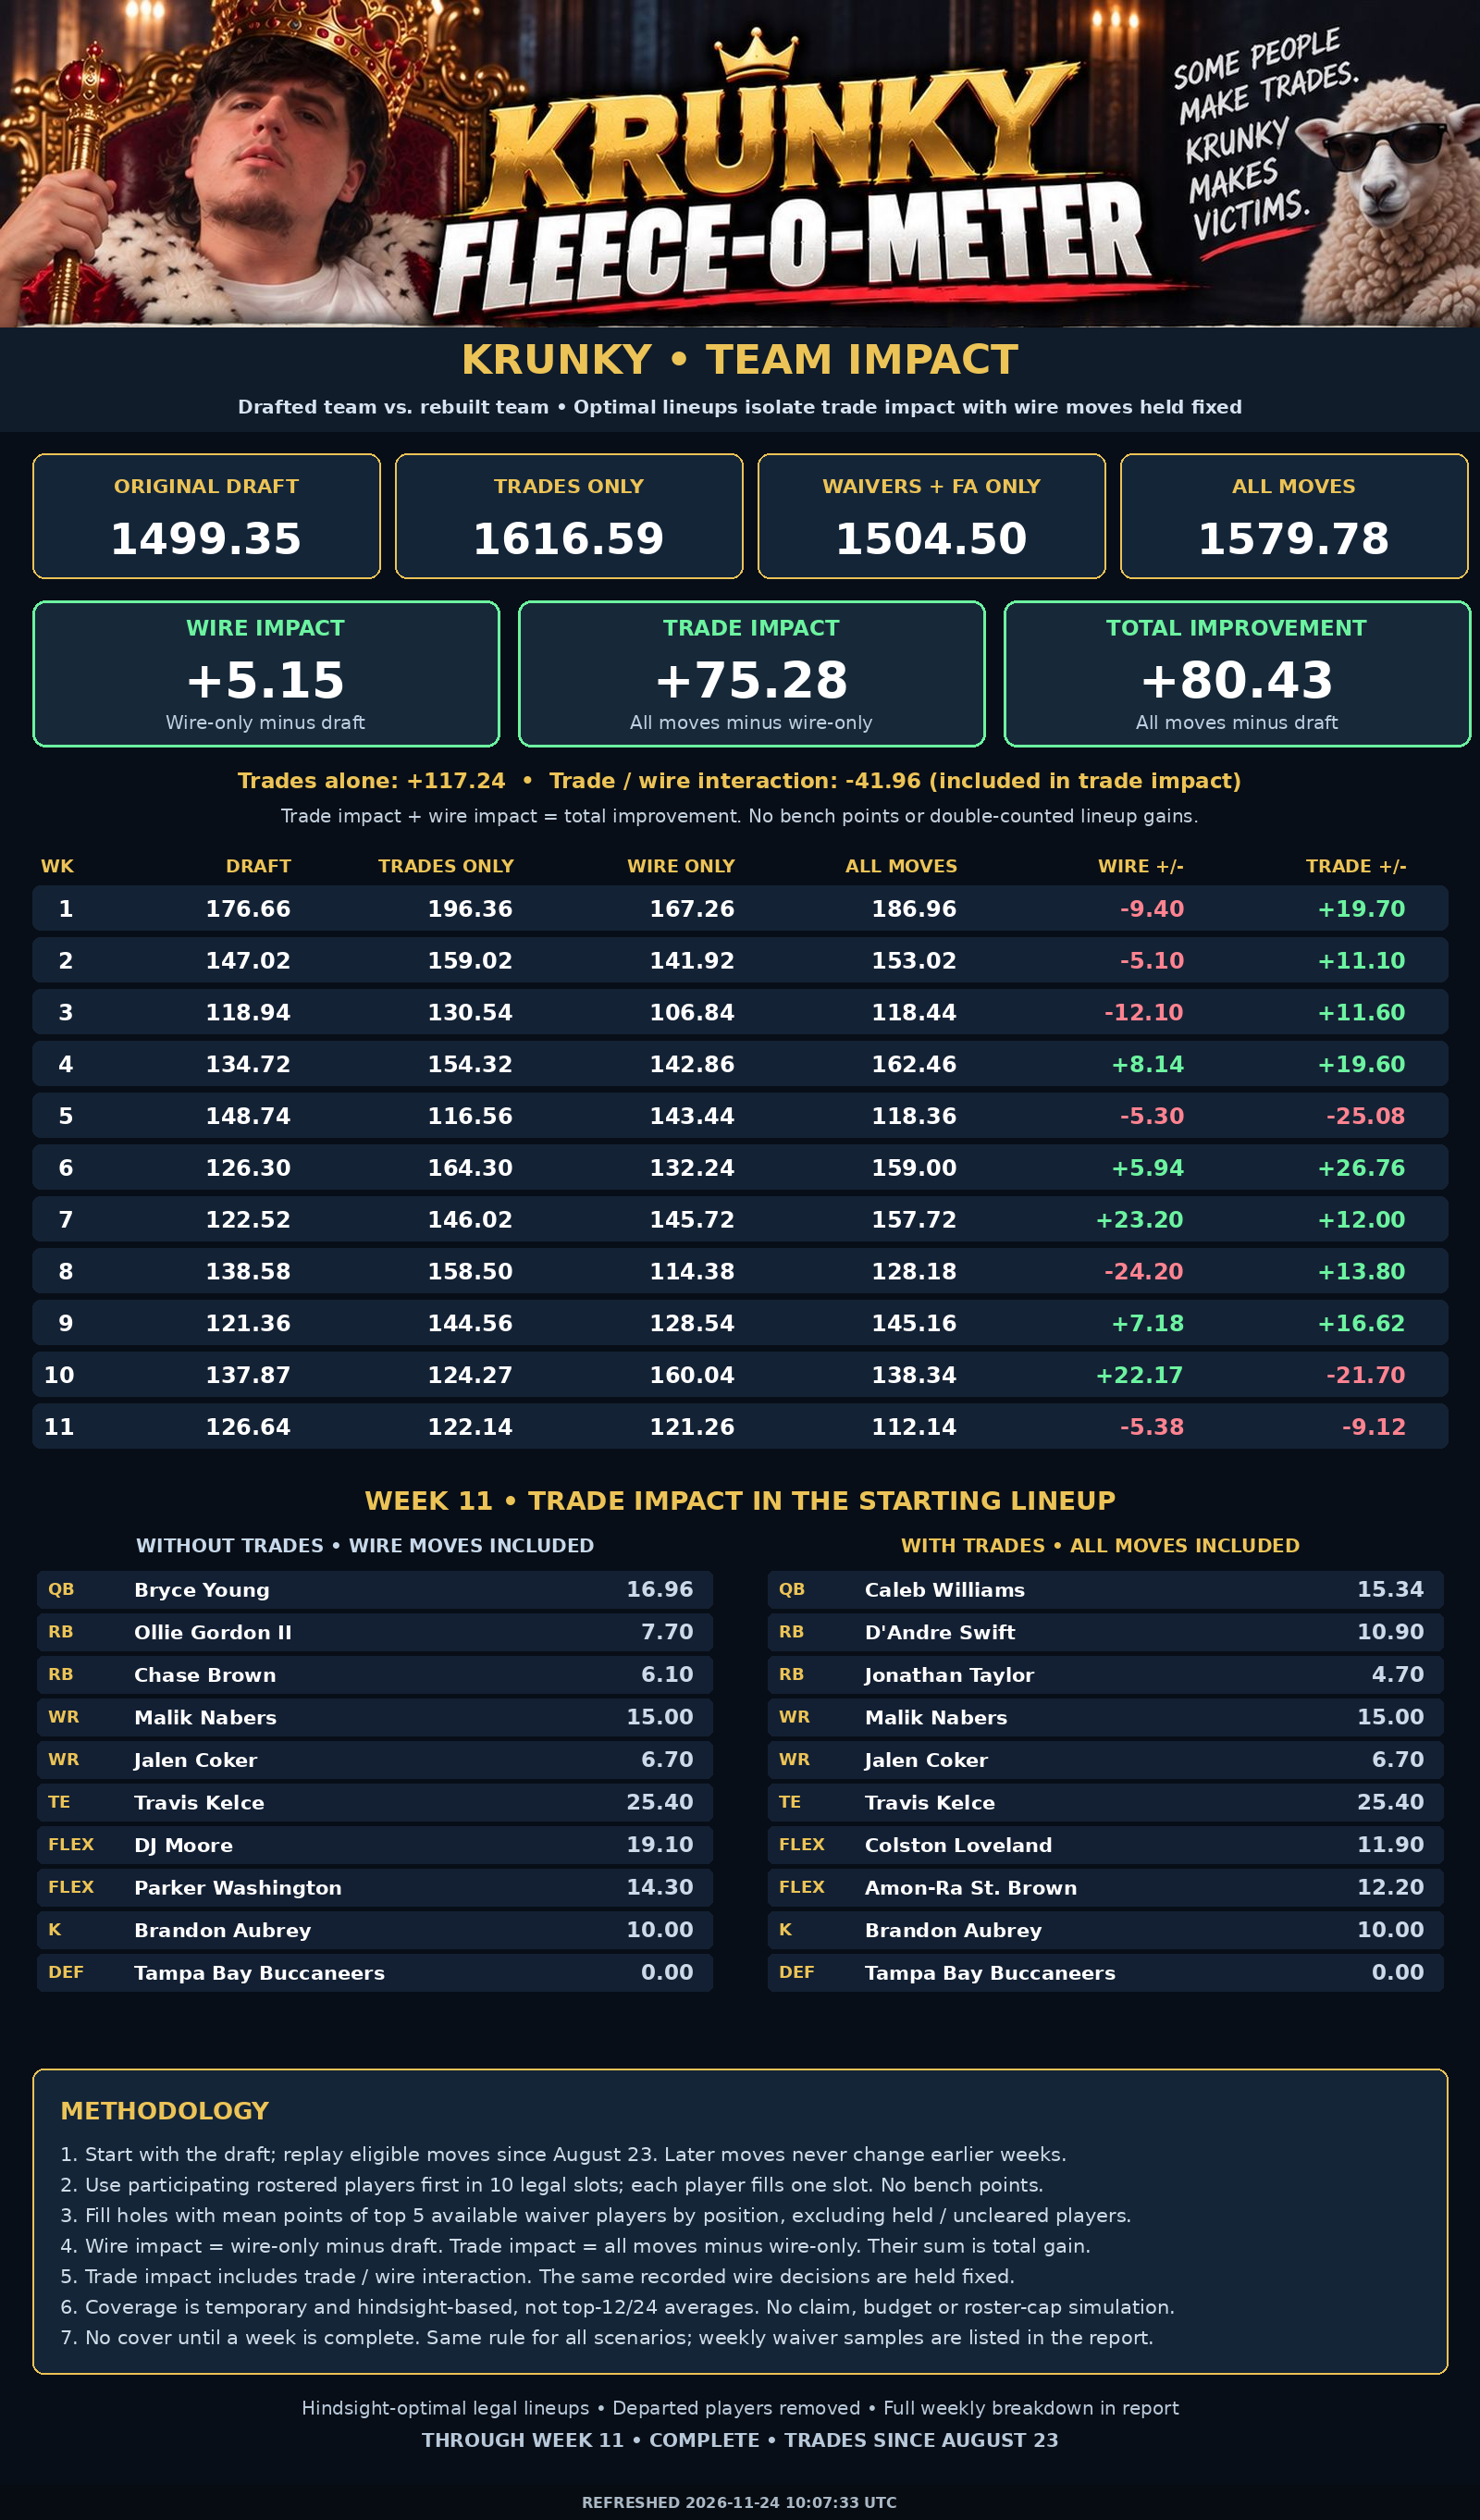 KRUNKY
FLEECE-O-METER
SOME PEOPLE
MAKE TRADES.
KRUNKY
MAKES
VICTIMS.
KRUNKY • TEAM IMPACT
Drafted team vs. rebuilt team • Optimal lineups isolate trade impact with wire moves held fixed
ORIGINAL DRAFT TRADES ONLY WAIVERS + FA ONLY ALL MOVES
1499.35 1616.59 1504.50 1579.78
WIRE IMPACT TRADE IMPACT TOTAL IMPROVEMENT
+5.15 +75.28 +80.43
Wire-only minus draft All moves minus wire-only All moves minus draft
Trades alone: +117.24 • Trade / wire interaction: -41.96 (included in trade impact)
Trade impact + wire impact = total improvement. No bench points or double-counted lineup gains.
WK DRAFT TRADES ONLY WIRE ONLY ALL MOVES WIRE +/- TRADE +/-
1 176.66 196.36 167.26 186.96 -9.40 +19.70
2 147.02 159.02 141.92 153.02 -5.10 +11.10
3 118.94 130.54 106.84 118.44 -12.10 +11.60
4 134.72 154.32 142.86 162.46 +8.14 +19.60
5 148.74 116.56 143.44 118.36 -5.30 -25.08
6 126.30 164.30 132.24 159.00 +5.94 +26.76
7 122.52 146.02 145.72 157.72 +23.20 +12.00
8 138.58 158.50 114.38 128.18 -24.20 +13.80
9 121.36 144.56 128.54 145.16 +7.18 +16.62
10 137.87 124.27 160.04 138.34 +22.17 -21.70
11 126.64 122.14 121.26 112.14 -5.38 -9.12
WEEK 11 • TRADE IMPACT IN THE STARTING LINEUP
WITHOUT TRADES • WIRE MOVES INCLUDED
QB Bryce Young 16.96
RB Ollie Gordon II 7.70
RB Chase Brown 6.10
WR Malik Nabers 15.00
WR Jalen Coker 6.70
TE Travis Kelce 25.40
FLEX DJ Moore 19.10
FLEX Parker Washington 14.30
K Brandon Aubrey 10.00
DEF Tampa Bay Buccaneers 0.00
WITH TRADES • ALL MOVES INCLUDED
QB Caleb Williams 15.34
RB D'Andre Swift 10.90
RB Jonathan Taylor 4.70
WR Malik Nabers 15.00
WR Jalen Coker 6.70
TE Travis Kelce 25.40
FLEX Colston Loveland 11.90
FLEX Amon-Ra St. Brown 12.20
K Brandon Aubrey 10.00
DEF Tampa Bay Buccaneers 0.00
METHODOLOGY
1. Start with the draft; replay eligible moves since August 23. Later moves never change earlier weeks.
2. Use participating rostered players first in 10 legal slots; each player fills one slot. No bench points.
3. Fill holes with mean points of top 5 available waiver players by position, excluding held / uncleared players.
4. Wire impact = wire-only minus draft. Trade impact = all moves minus wire-only. Their sum is total gain.
5. Trade impact includes trade / wire interaction. The same recorded wire decisions are held fixed.
6. Coverage is temporary and hindsight-based, not top-12/24 averages. No claim, budget or roster-cap simulation.
7. No cover until a week is complete. Same rule for all scenarios; weekly waiver samples are listed in the report.
Hindsight-optimal legal lineups • Departed players removed • Full weekly breakdown in report
THROUGH WEEK 11 • COMPLETE • TRADES SINCE AUGUST 23
REFRESHED 2026-11-24 10:07:33 UTC